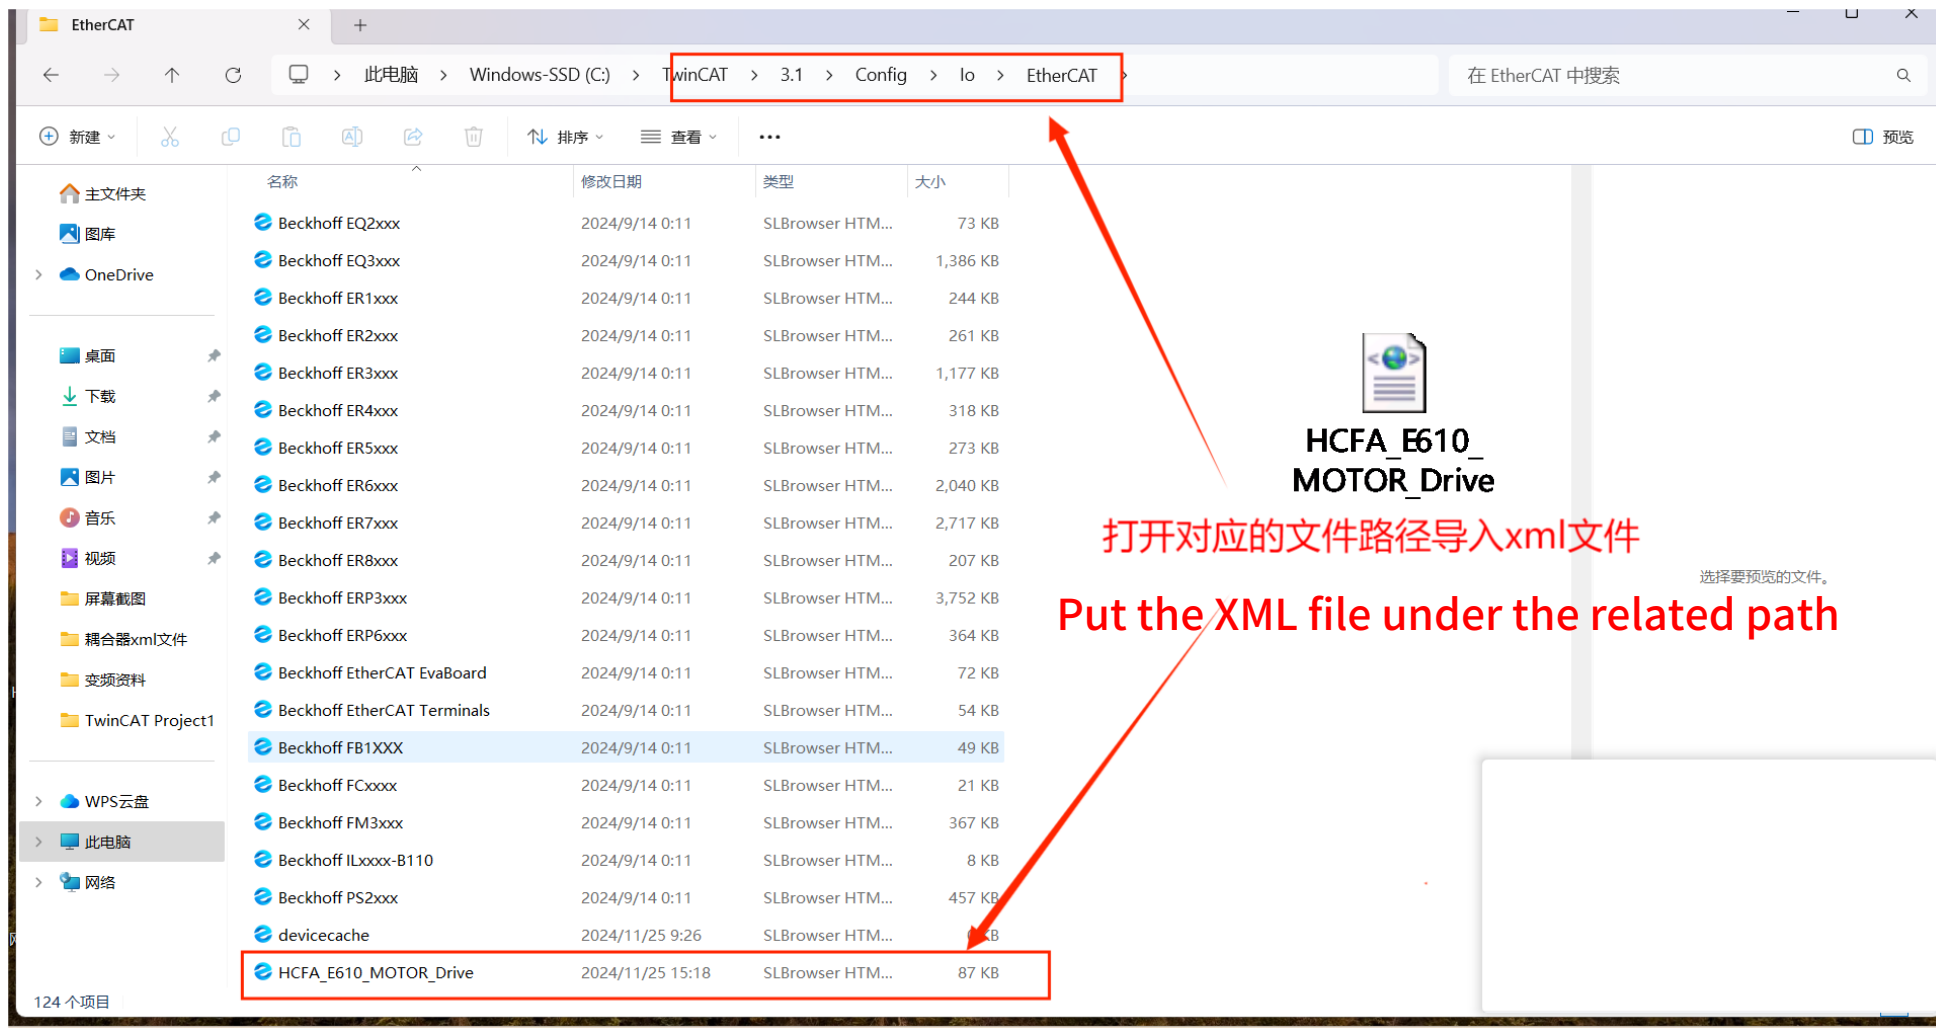 EtherCAT
此电脑 > Windows-SSD (C:) > TwinCAT > 3.1 > Config > Io > EtherCAT >
在 EtherCAT 中搜索
新建
排序
查看
预览
名称 修改日期 类型 大小
主文件夹
图库
OneDrive
桌面
下载
文档
图片
音乐
视频
屏幕截图
耦合器xml文件
变频资料
TwinCAT Project1
WPS云盘
此电脑
网络
Beckhoff EQ2xxx 2024/9/14 0:11 SLBrowser HTM... 73 KB
Beckhoff EQ3xxx 2024/9/14 0:11 SLBrowser HTM... 1,386 KB
Beckhoff ER1xxx 2024/9/14 0:11 SLBrowser HTM... 244 KB
Beckhoff ER2xxx 2024/9/14 0:11 SLBrowser HTM... 261 KB
Beckhoff ER3xxx 2024/9/14 0:11 SLBrowser HTM... 1,177 KB
Beckhoff ER4xxx 2024/9/14 0:11 SLBrowser HTM... 318 KB
Beckhoff ER5xxx 2024/9/14 0:11 SLBrowser HTM... 273 KB
Beckhoff ER6xxx 2024/9/14 0:11 SLBrowser HTM... 2,040 KB
Beckhoff ER7xxx 2024/9/14 0:11 SLBrowser HTM... 2,717 KB
Beckhoff ER8xxx 2024/9/14 0:11 SLBrowser HTM... 207 KB
Beckhoff ERP3xxx 2024/9/14 0:11 SLBrowser HTM... 3,752 KB
Beckhoff ERP6xxx 2024/9/14 0:11 SLBrowser HTM... 364 KB
Beckhoff EtherCAT EvaBoard 2024/9/14 0:11 SLBrowser HTM... 72 KB
Beckhoff EtherCAT Terminals 2024/9/14 0:11 SLBrowser HTM... 54 KB
Beckhoff FB1XXX 2024/9/14 0:11 SLBrowser HTM... 49 KB
Beckhoff FCxxxx 2024/9/14 0:11 SLBrowser HTM... 21 KB
Beckhoff FM3xxx 2024/9/14 0:11 SLBrowser HTM... 367 KB
Beckhoff ILxxxx-B110 2024/9/14 0:11 SLBrowser HTM... 8 KB
Beckhoff PS2xxx 2024/9/14 0:11 SLBrowser HTM... 457 KB
devicecache 2024/11/25 9:26 SLBrowser HTM... KB
HCFA_E610_MOTOR_Drive 2024/11/25 15:18 SLBrowser HTM... 87 KB
HCFA_E610_
MOTOR_Drive
打开对应的文件路径导入xml文件
选择要预览的文件。
Put the XML file under the related path
124 个项目